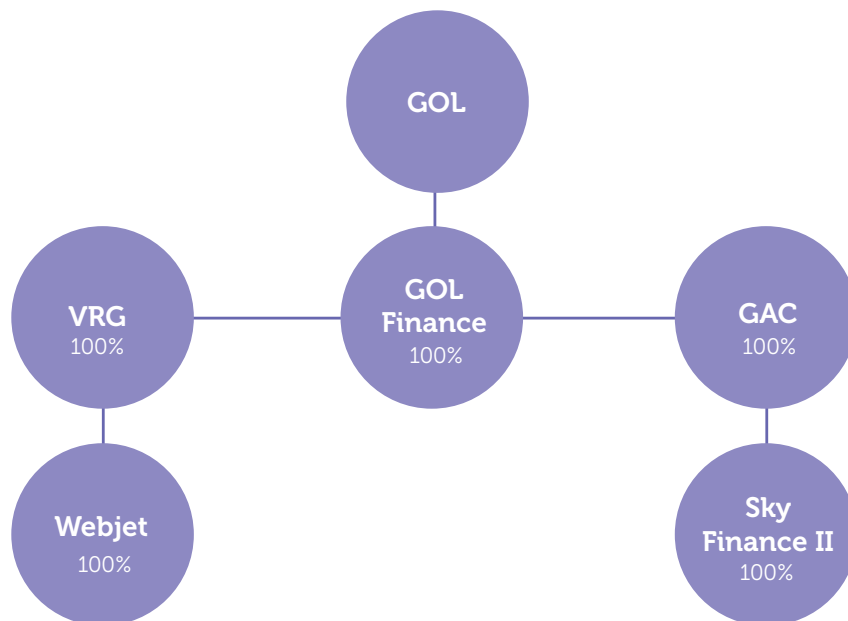 GOL
VRG
100%
GOL
Finance
100%
GAC
100%
Webjet
100%
Sky
Finance II
100%